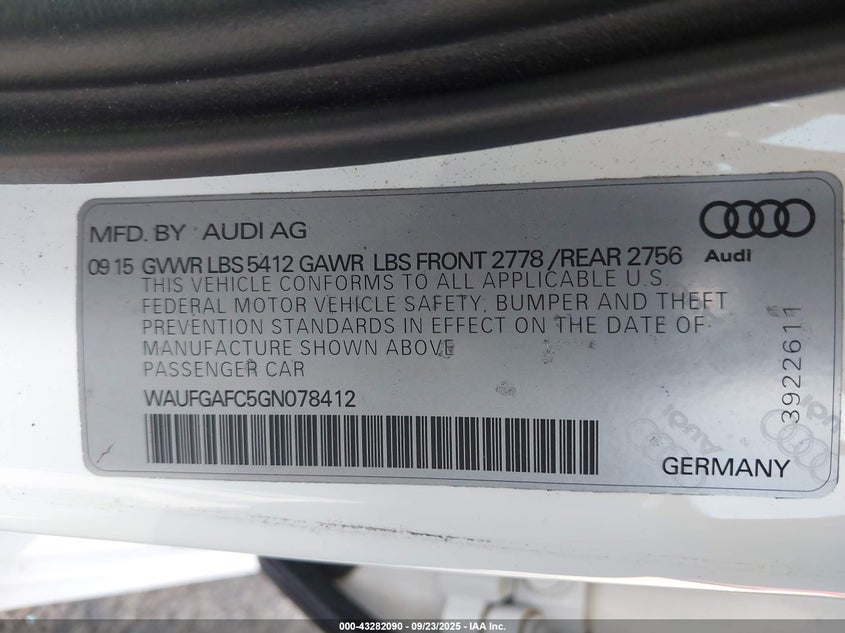 MFD. BY AUDI AG
Audi
09 15 GVWR LBS 5412 GAWR LBS FRONT 2778 /REAR 2756
THIS VEHICLE CONFORMS TO ALL APPLICABLE U.S.
FEDERAL MOTOR VEHICLE SAFETY, BUMPER AND THEFT
PREVENTION STANDARDS IN EFFECT ON THE DATE OF
MANUFACTURE SHOWN ABOVE
PASSENGER CAR
WAUFGAFC5GN078412
3922611
Audi
Audi
GERMANY
000-43282090 - 09/23/2025 - IAA Inc.